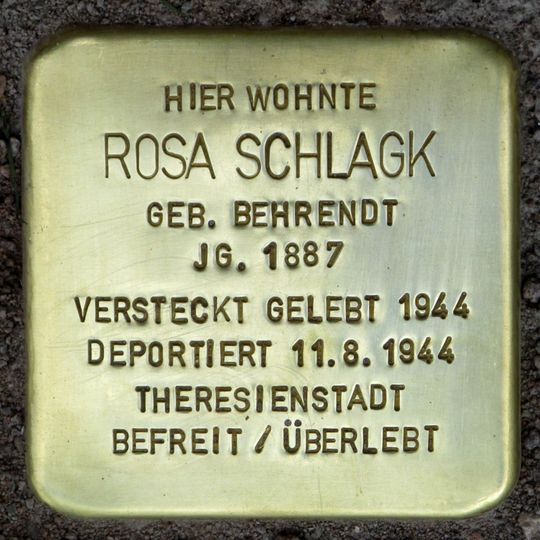 HIER WOHNTE
ROSA SCHLAGK
GEB. BEHRENDT
JG. 1887
VERSTECKT GELEBT 1944
DEPORTIERT 11.8.1944
THERESIENSTADT
BEFREIT / ÜBERLEBT